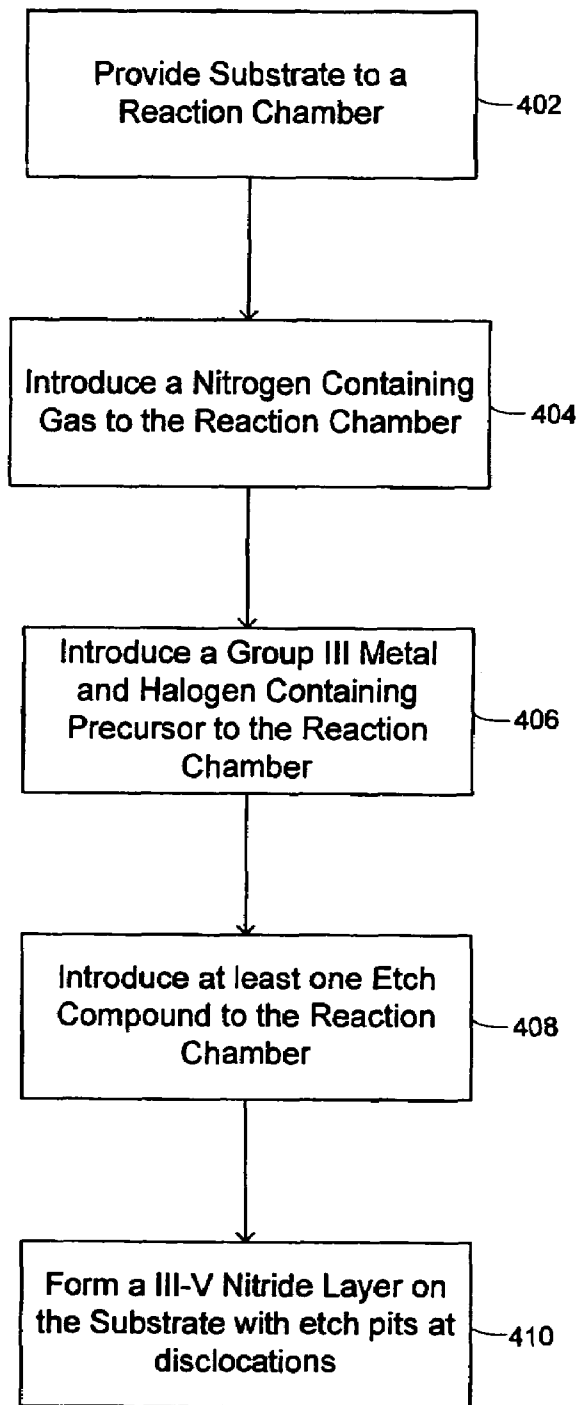 Provide Substrate to a
Reaction Chamber
402
Introduce a Nitrogen Containing
Gas to the Reaction Chamber
404
Introduce a Group III Metal
and Halogen Containing
Precursor to the Reaction
Chamber
406
Introduce at least one Etch
Compound to the Reaction
Chamber
408
Form a III-V Nitride Layer on
the Substrate with etch pits at
disclocations
410